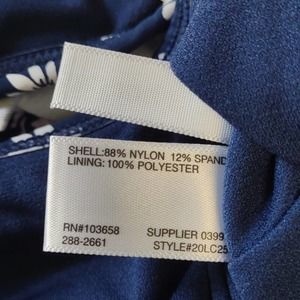 SHELL:88% NYLON 12% SPAND
LINING:100% POLYESTER
RN#103658 SUPPLIER 0399
288-2661 STYLE#20LC25